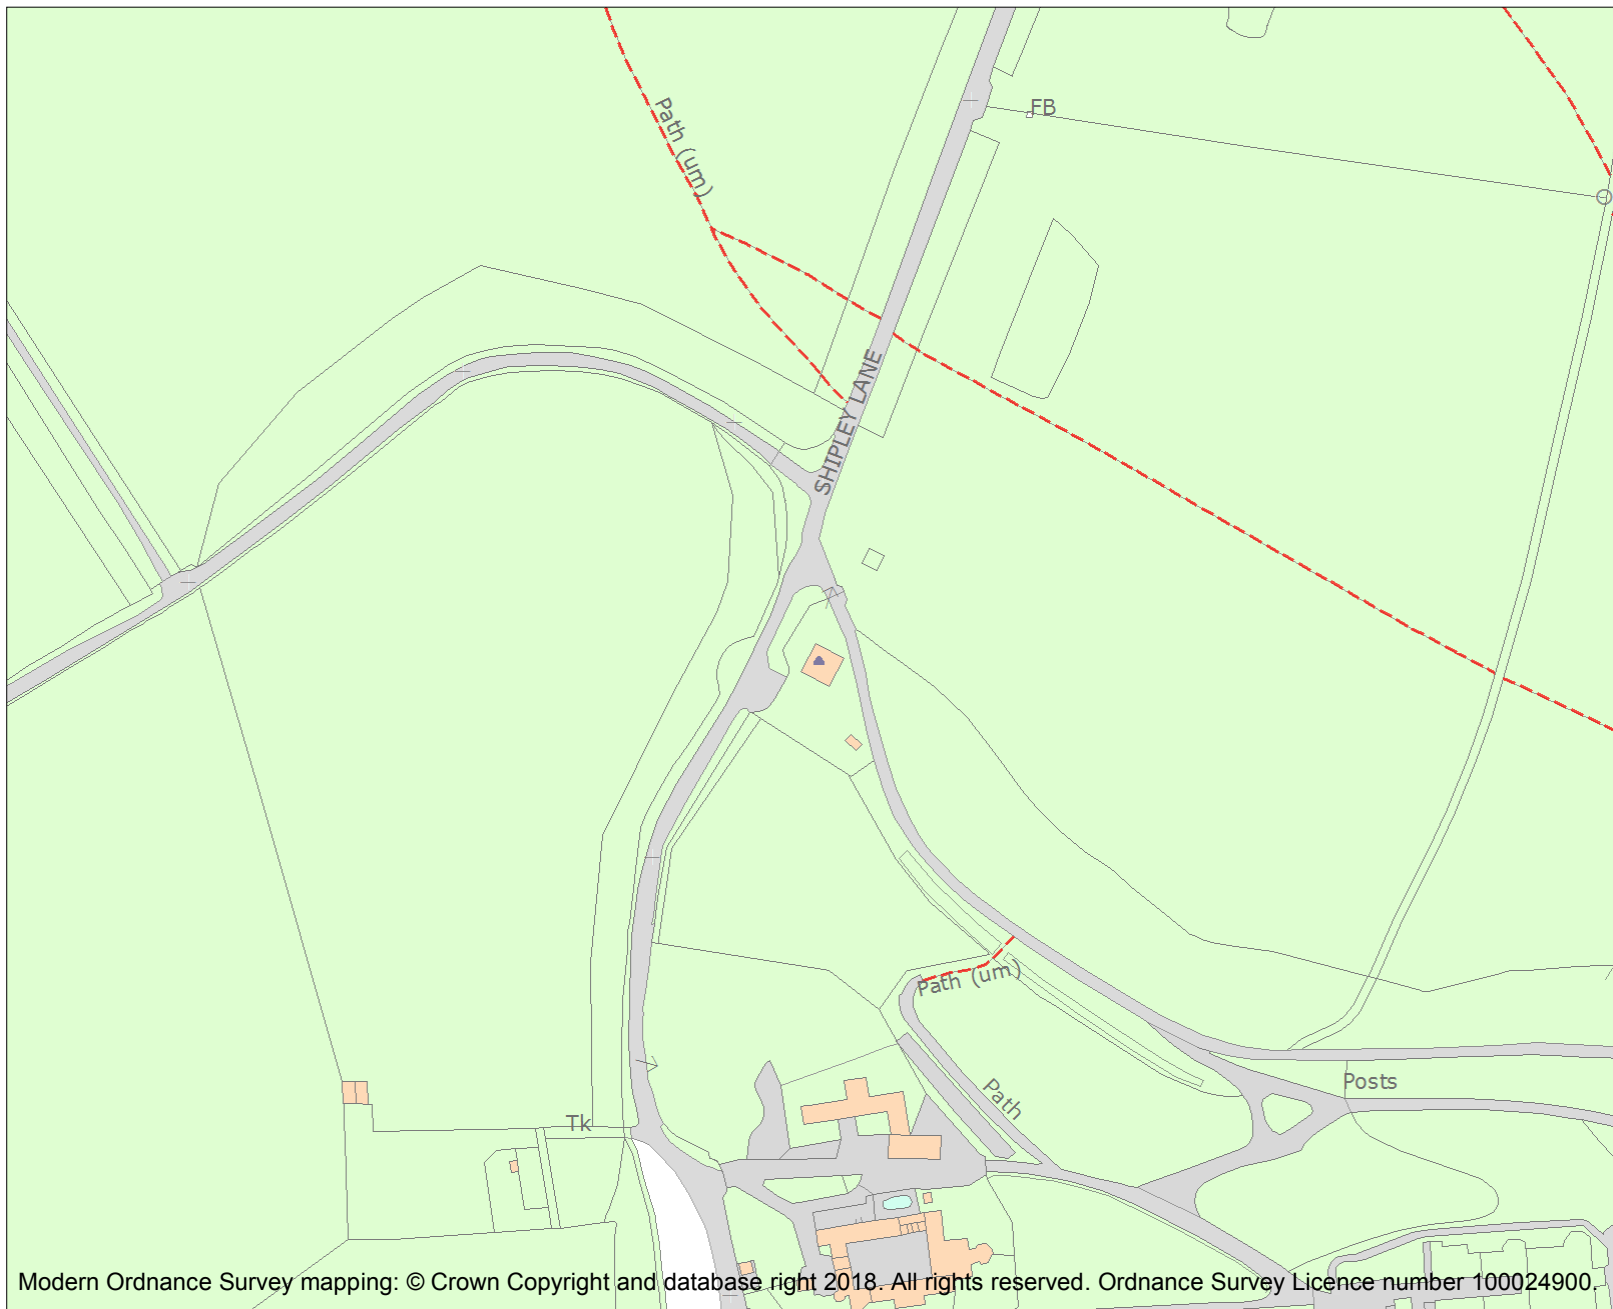 Path (um)
FB
SHIPLEY LANE
Path (um)
Path
Posts
Tk
Modern Ordnance Survey mapping: © Crown Copyright and database right 2018. All rights reserved. Ordnance Survey Licence number 100024900.